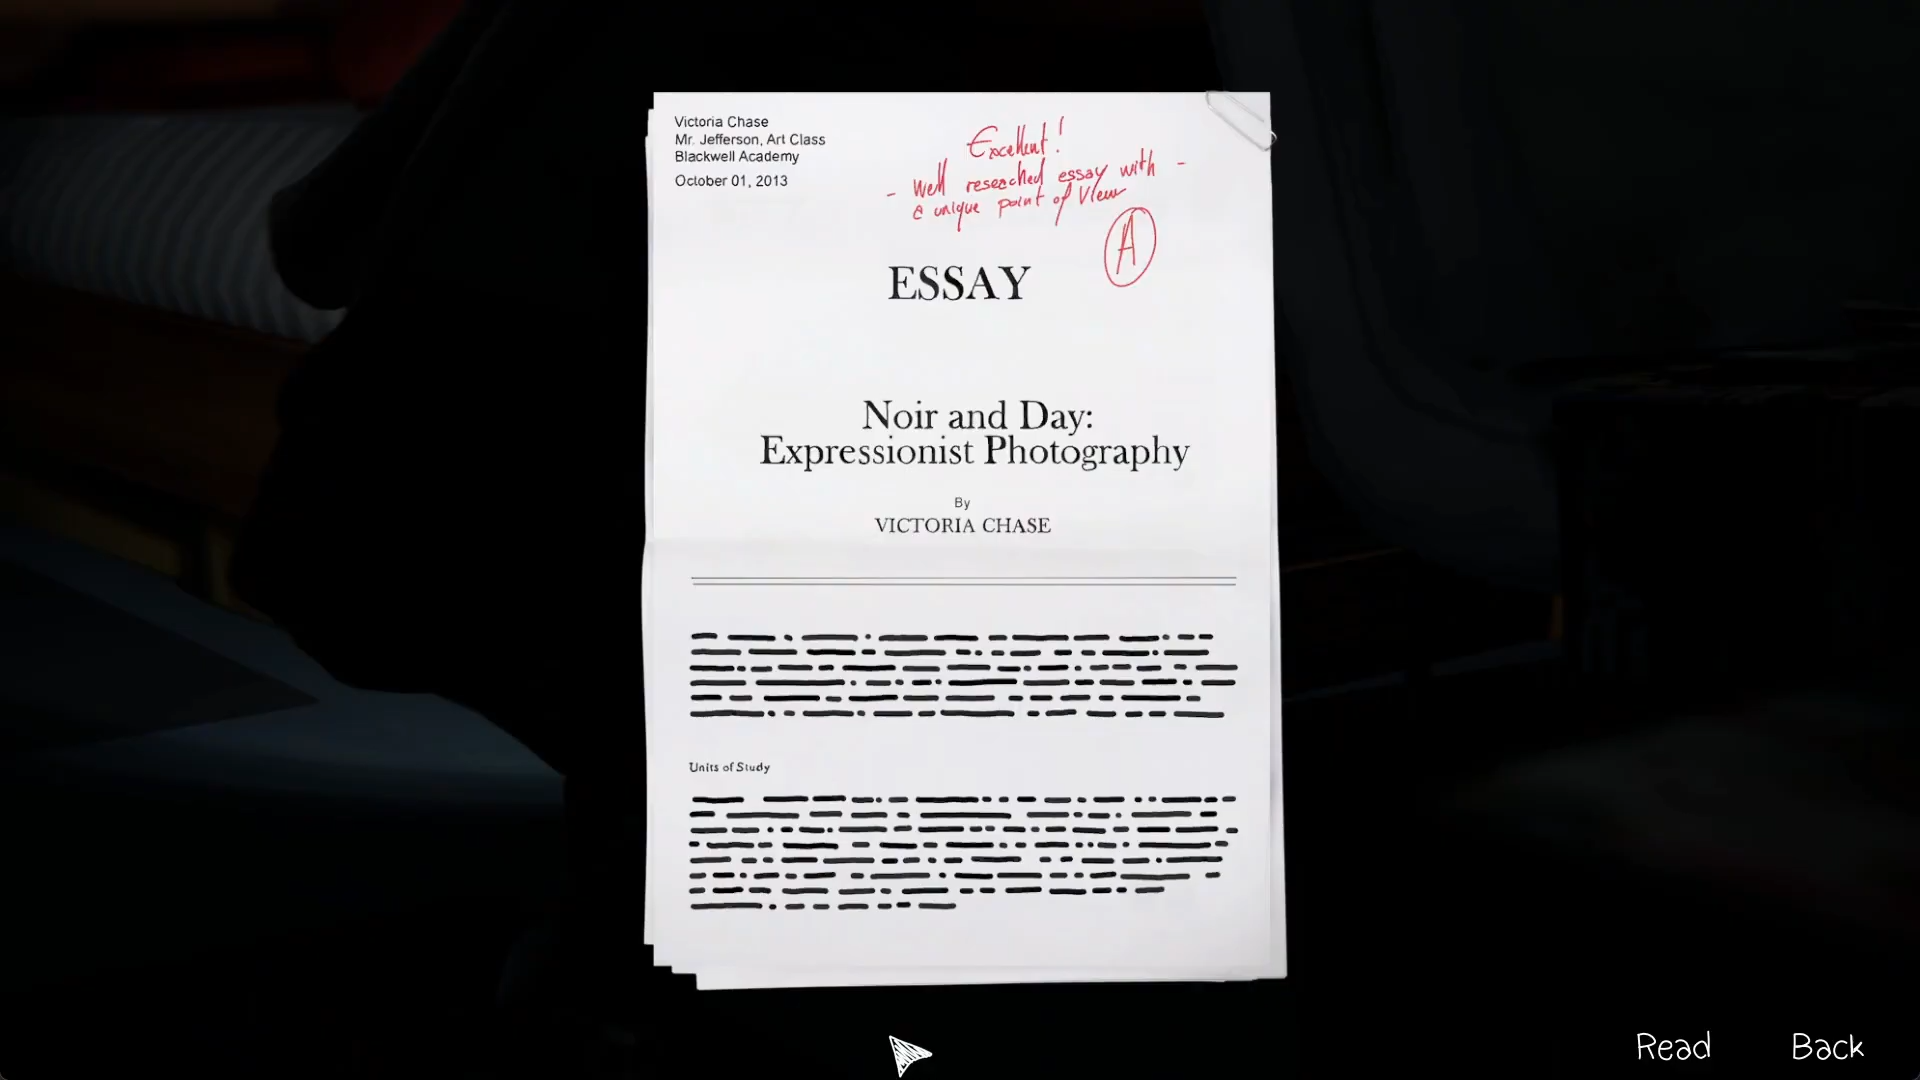 Victoria Chase
Mr. Jefferson, Art Class
Blackwell Academy
October 01, 2013
Excellent!
- Well reseached essay with -
a unique point of View
A
ESSAY
Noir and Day:
Expressionist Photography
By
VICTORIA CHASE
Units of Study
Read
Back